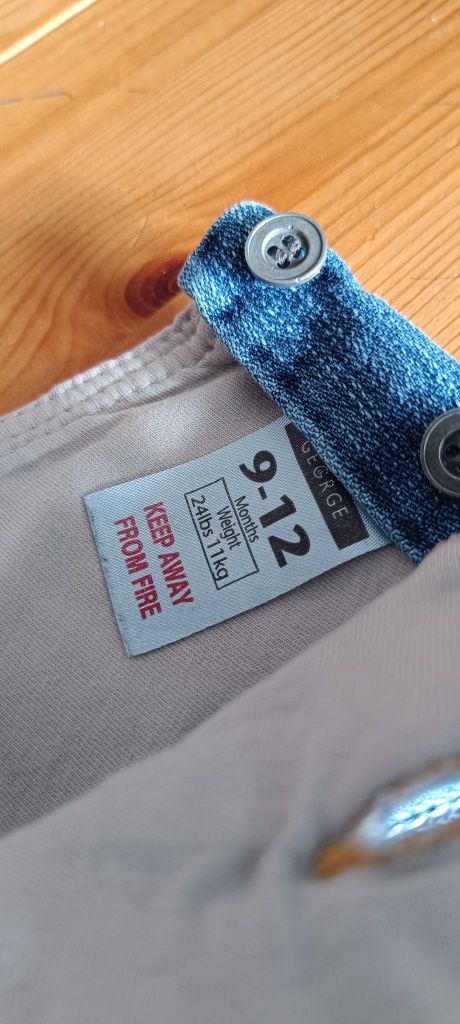 GEORGE.
9-12
Months
Weight
24lbs 11kg
KEEP AWAY
FROM FIRE